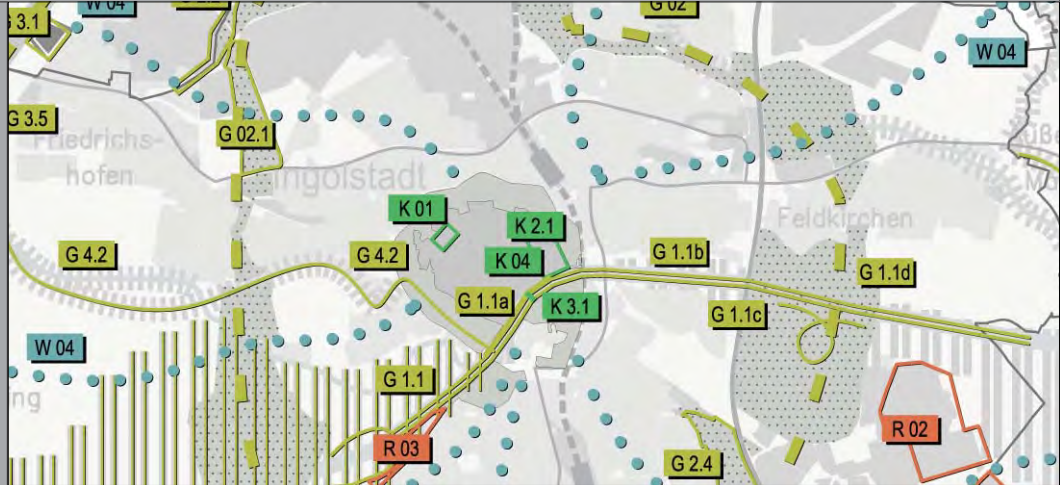 W 04
G 02
G 3.1
W 04
G 3.5
Friedrichs-
hofen
G 02.1
Ingolstadt
K 01
K 2.1
Feldkirchen
G 4.2
G 4.2
K 04
G 1.1b
G 1.1d
G 1.1a
K 3.1
G 1.1c
W 04
G 1.1
R 03
R 02
G 2.4